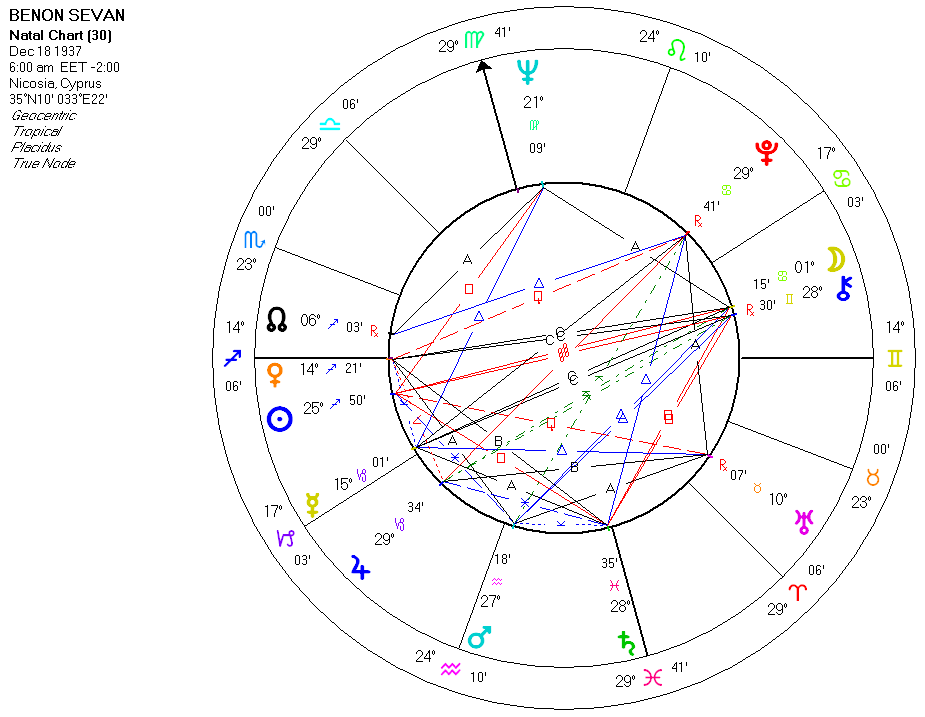 BENON SEVAN
Natal Chart (30)
Dec 18 1937
6:00 am EET -2:00
Nicosia, Cyprus
35°N10' 033°E22'
Geocentric
Tropical
Placidus
True Node
29° ♍ 41'
24° ♌ 10'
17° ♋ 03'
14° ♊ 06'
00' ♉ 23°
06' ♈ 29°
29° ♓ 41'
24° ♒ 10'
17° ♑ 03'
14° ♐ 06'
00' ♏ 23°
06' ♎ 29°
♆ 21° ♍ 09'
♇ 29° ♋ 41' ℞
☽ 01° ♋ 15'
⚷ 28° ♊ 30' ℞
♅ 10° ♉ 07' ℞
♄ 28° ♓ 35'
♂ 27° ♒ 18'
♃ 29° ♑ 34'
☿ 15° ♑ 01'
☉ 25° ♐ 50'
♀ 14° ♐ 21'
☊ 06° ♐ 03' ℞